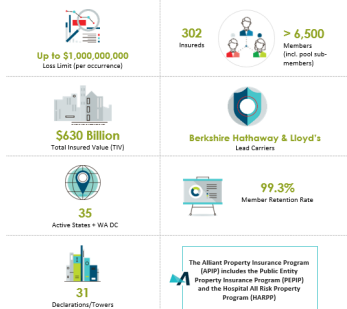 Up to $1,000,000,000
Loss Limit (per occurrence)
302
Insureds
> 6,500
Members
(incl. pool sub-
members)
$630 Billion
Total Insured Value (TIV)
Berkshire Hathaway & Lloyd's
Lead Carriers
35
Active States + WA DC
99.3%
Member Retention Rate
31
Declarations/Towers
The Alliant Property Insurance Program
(APIP) includes the Public Entity
Property Insurance Program (PEPIP)
and the Hospital All Risk Property
Program (HARPP)